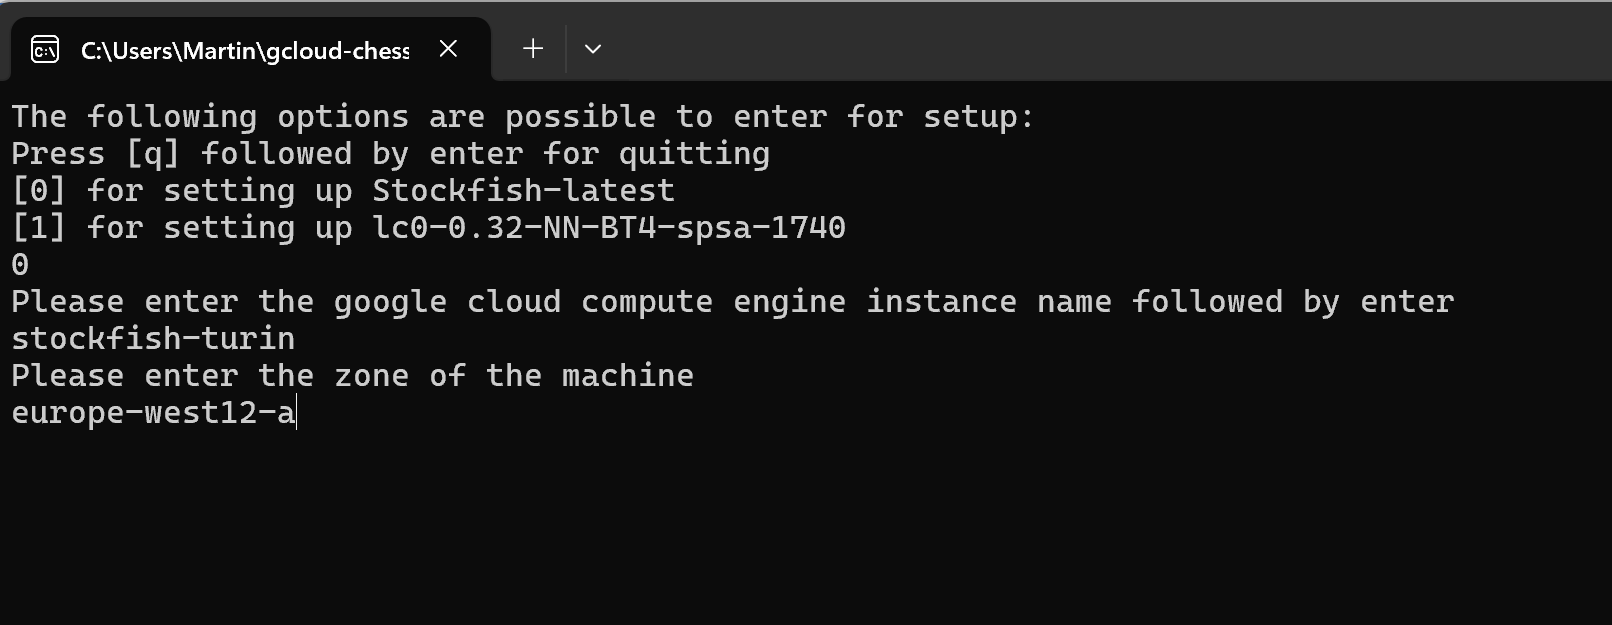 C:\Users\Martin\gcloud-chess
The following options are possible to enter for setup:
Press [q] followed by enter for quitting
[0] for setting up Stockfish-latest
[1] for setting up lc0-0.32-NN-BT4-spsa-1740
0
Please enter the google cloud compute engine instance name followed by enter
stockfish-turin
Please enter the zone of the machine
europe-west12-a